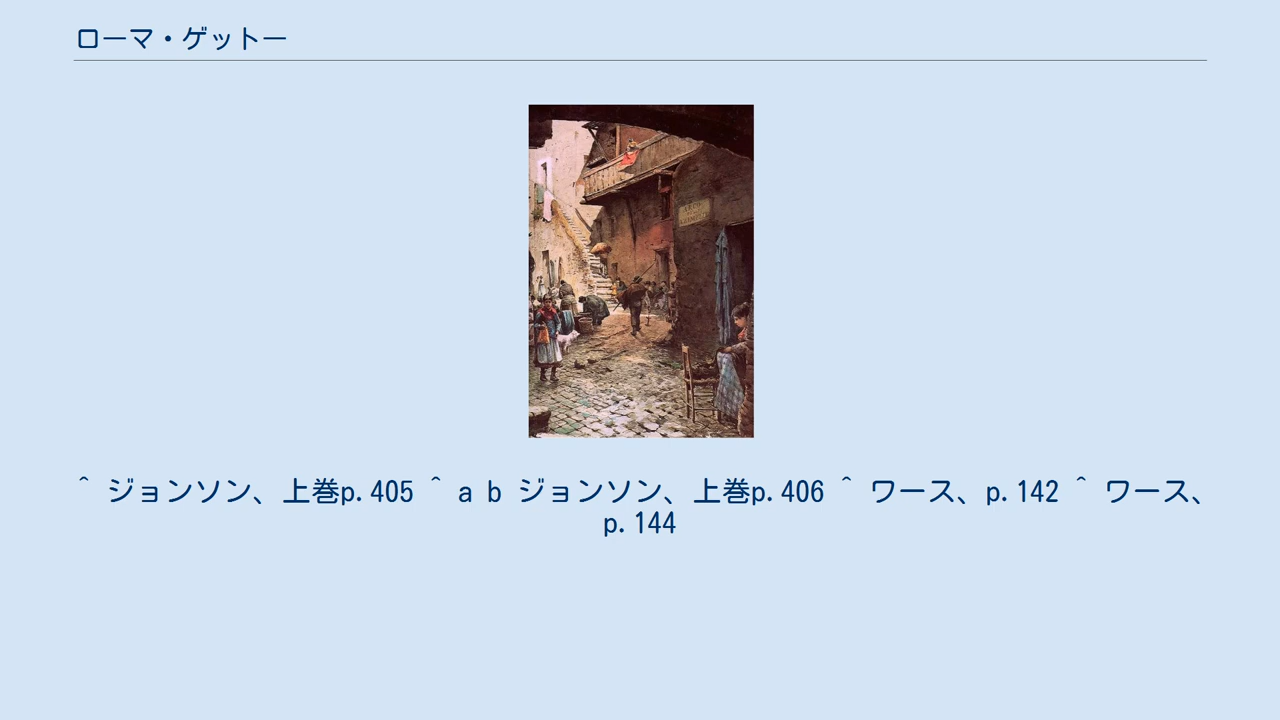 ローマ・ゲットー
^ ジョンソン、上巻p.405 ^ a b ジョンソン、上巻p.406 ^ ワース、p.142 ^ ワース、
p.144